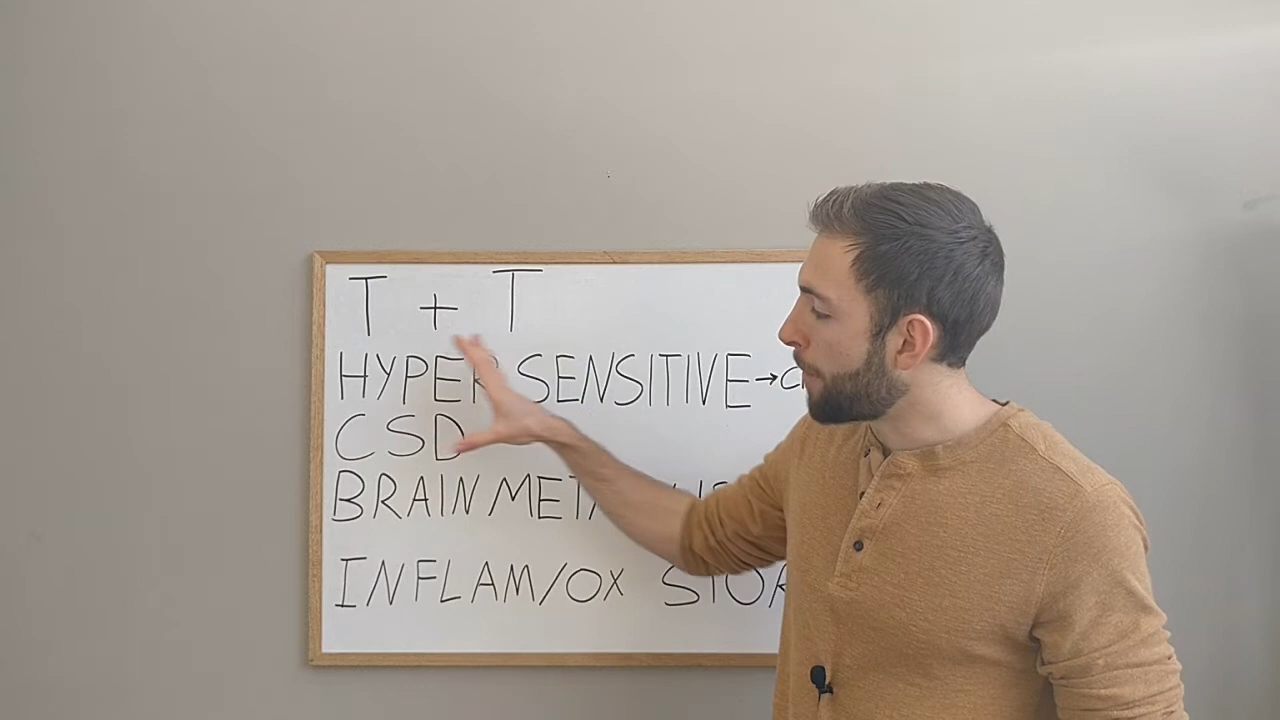 T + T
HYPER SENSITIVE →
CSD
BRAIN
INFLAM/OX